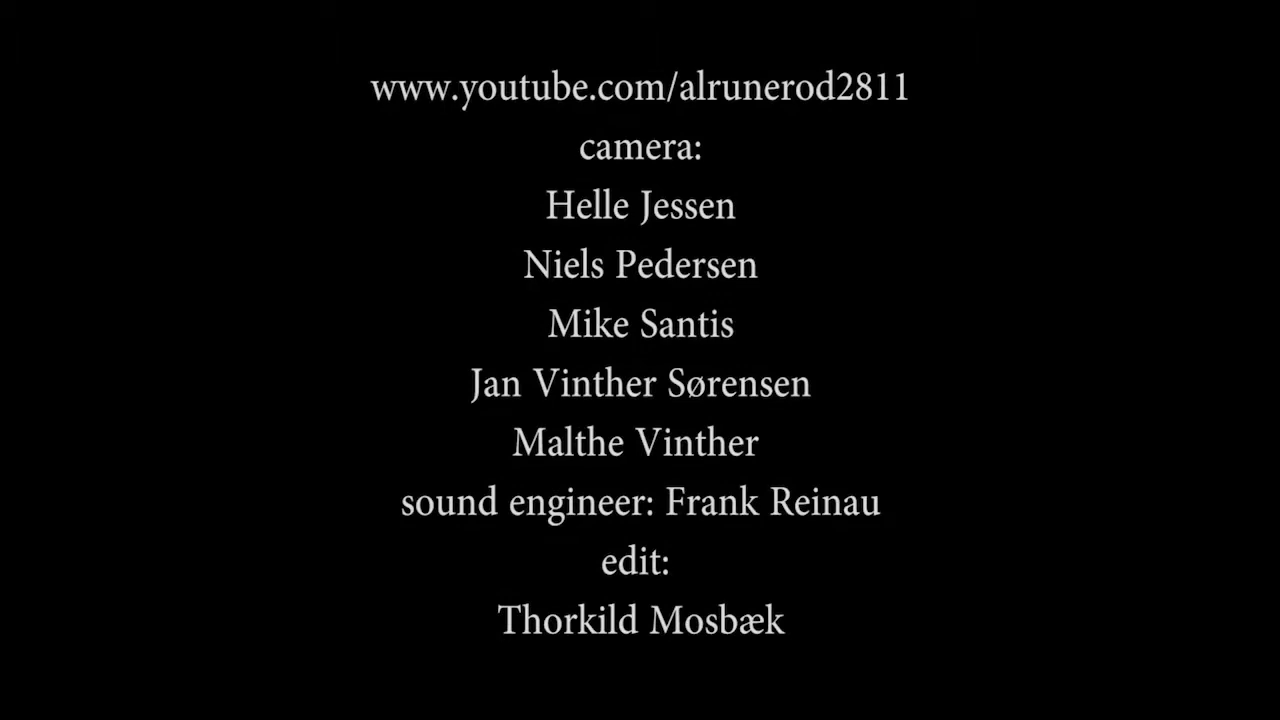 www.youtube.com/alrunerod2811
camera:
Helle Jessen
Niels Pedersen
Mike Santis
Jan Vinther Sørensen
Malthe Vinther
sound engineer: Frank Reinau
edit:
Thorkild Mosbæk